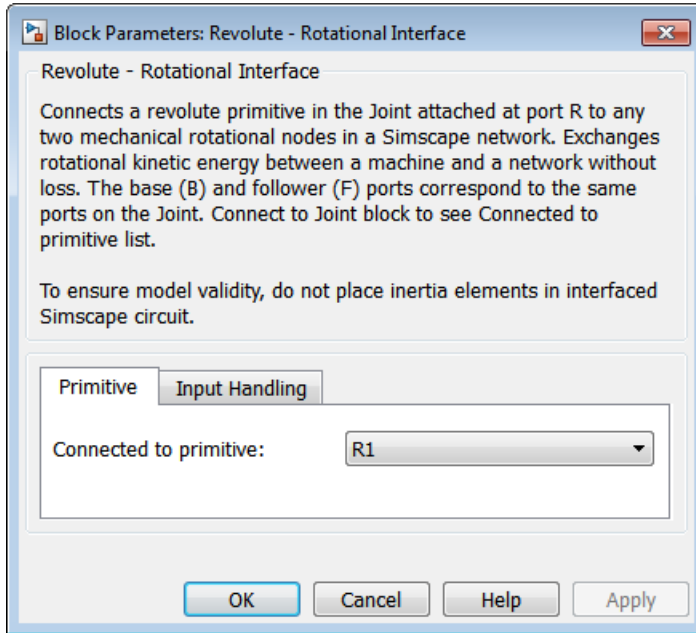 Block Parameters: Revolute - Rotational Interface
Revolute - Rotational Interface
Connects a revolute primitive in the Joint attached at port R to any
two mechanical rotational nodes in a Simscape network. Exchanges
rotational kinetic energy between a machine and a network without
loss. The base (B) and follower (F) ports correspond to the same
ports on the Joint. Connect to Joint block to see Connected to
primitive list.
To ensure model validity, do not place inertia elements in interfaced
Simscape circuit.
Primitive Input Handling
Connected to primitive: R1
OK Cancel Help Apply